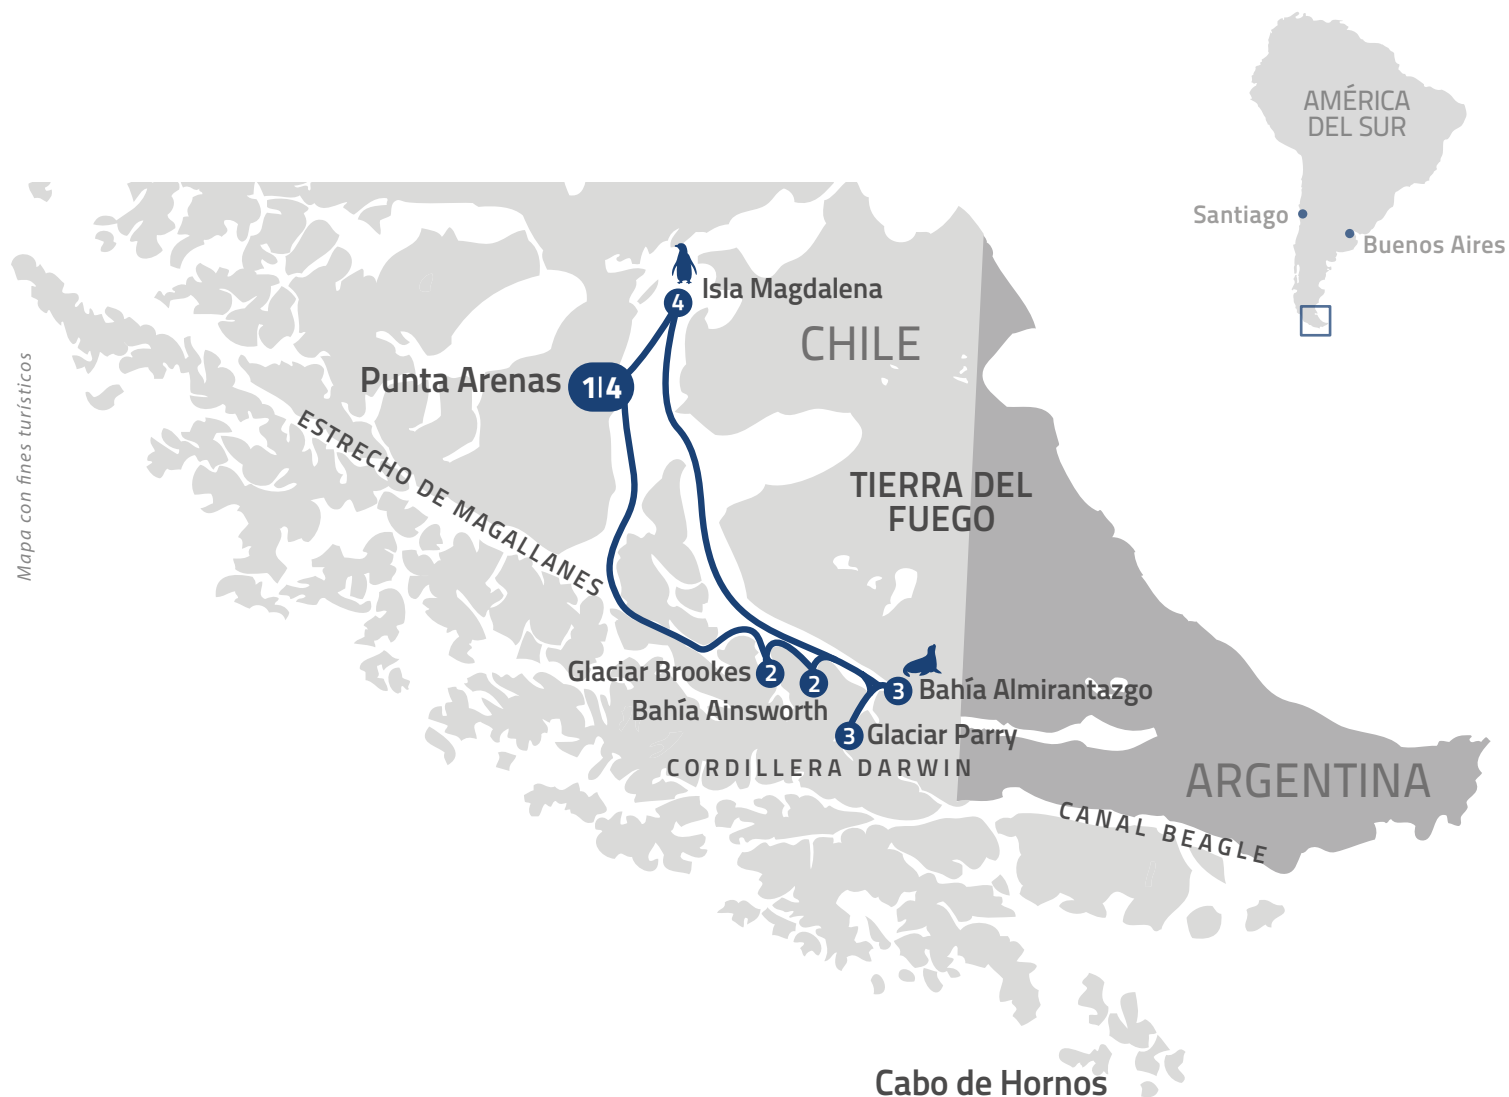 AMÉRICA
DEL SUR
Santiago
Buenos Aires
4
Isla Magdalena
CHILE
Punta Arenas
1|4
Mapa con fines turísticos
ESTRECHO DE MAGALLANES
TIERRA DEL
FUEGO
Glaciar Brookes
2
2
Bahía Ainsworth
3
Bahía Almirantazgo
3
Glaciar Parry
CORDILLERA DARWIN
ARGENTINA
CANAL BEAGLE
Cabo de Hornos